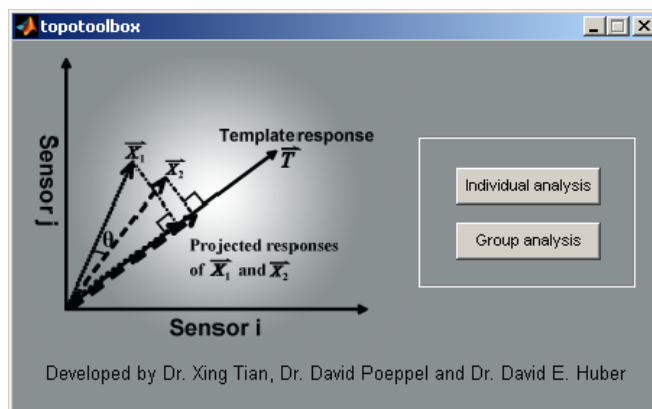 topotoolbox
Sensor j
X₁
X₂
Template response
T
θ
Projected responses
of X₁ and X₂
Sensor i
Individual analysis
Group analysis
Developed by Dr. Xing Tian, Dr. David Poeppel and Dr. David E. Huber